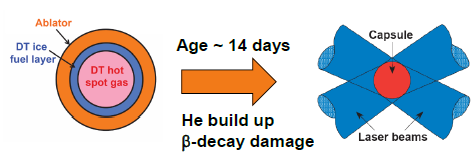 Ablator
DT ice
fuel layer
DT hot
spot gas
Age ~ 14 days
He build up
β-decay damage
Capsule
Laser beams